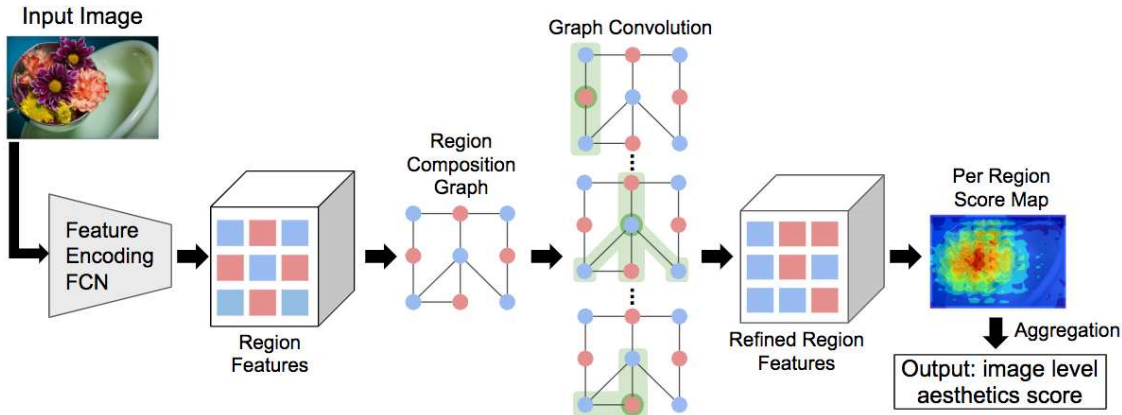 Input Image
Feature
Encoding
FCN
Region
Features
Region
Composition
Graph
Graph Convolution
Refined Region
Features
Per Region
Score Map
Aggregation
Output: image level
aesthetics score